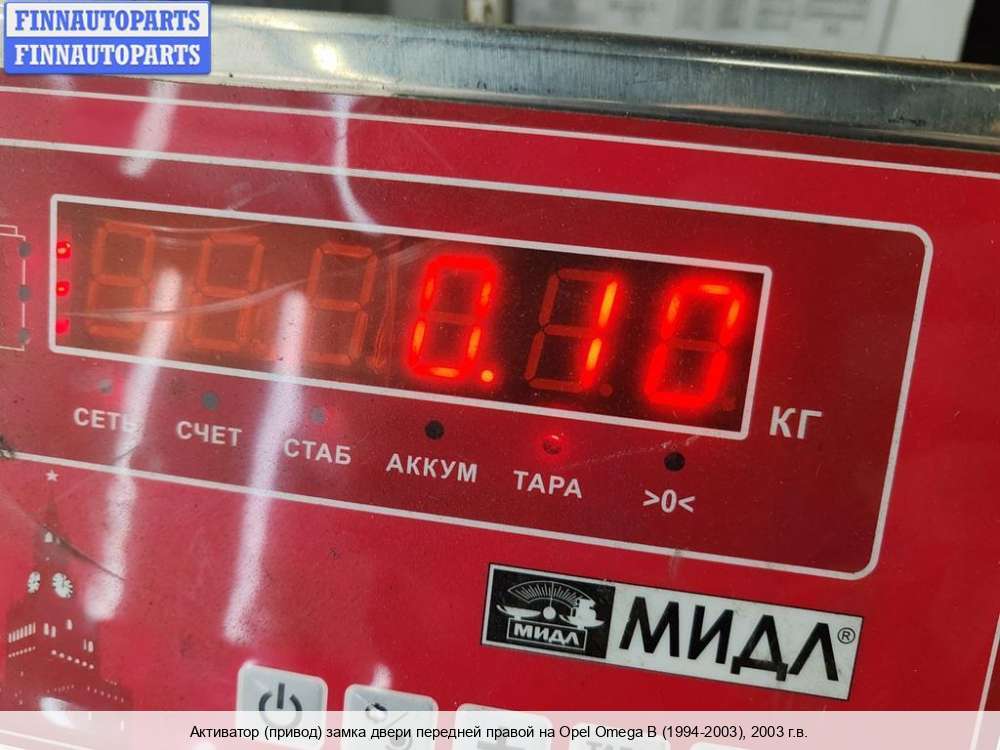 FINNAUTOPARTS
FINNAUTOPARTS
0.10
КГ
СЕТЬ
СЧЕТ
СТАБ
АККУМ
ТАРА
>0<
МИДЛ
МИДЛ®
Активатор (привод) замка двери передней правой на Opel Omega B (1994-2003), 2003 г.в.